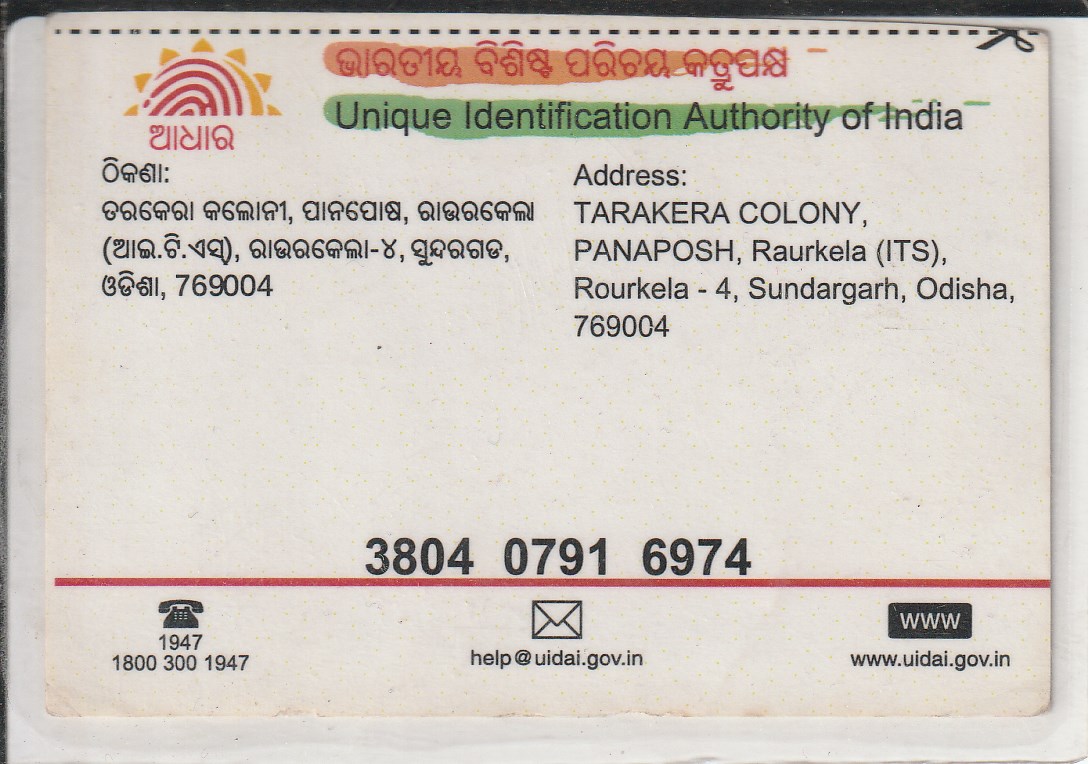 ଭାରତୀୟ ବିଶିଷ୍ଟ ପରିଚୟ କତ୍ରୁପକ୍ଷ
ଆଧାର
Unique Identification Authority of India
ଠିକଣା:
ତରକେରା କଲୋନୀ, ପାନପୋଷ, ରାଉରକେଲା
(ଆଇ.ଟି.ଏସ୍), ରାଉରକେଲା-୪, ସୁନ୍ଦରଗଡ,
ଓଡିଶା, 769004
Address:
TARAKERA COLONY,
PANAPOSH, Raurkela (ITS),
Rourkela - 4, Sundargarh, Odisha,
769004
3804 0791 6974
1947
1800 300 1947
help@uidai.gov.in
WWW
www.uidai.gov.in